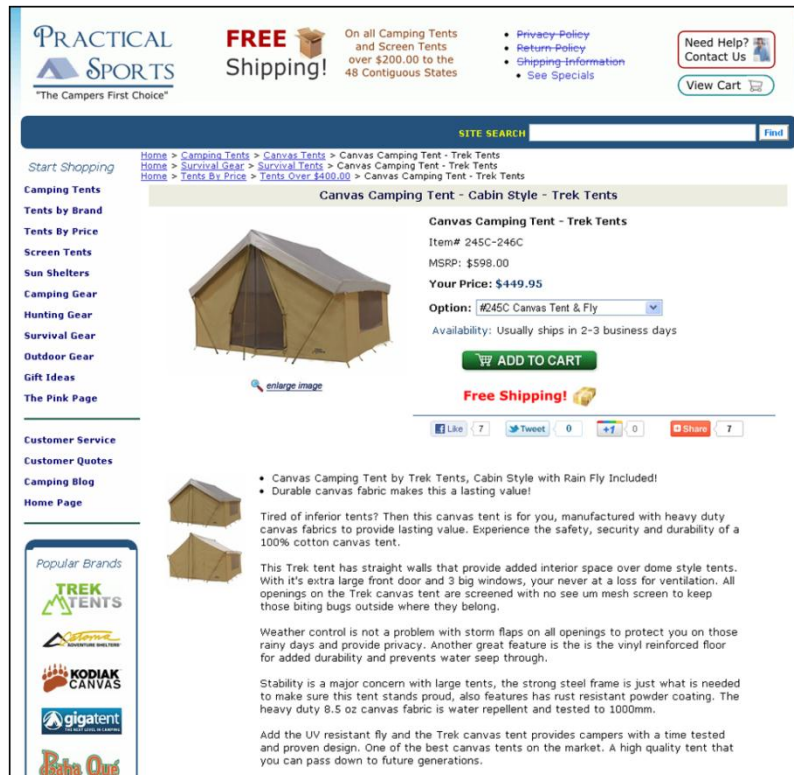 PRACTICAL
SPORTS
"The Campers First Choice"
FREE
Shipping!
On all Camping Tents
and Screen Tents
over $200.00 to the
48 Contiguous States
Privacy Policy
Return Policy
Shipping Information
See Specials
Need Help?
Contact Us
View Cart
SITE SEARCH
Find
Home > Camping Tents > Canvas Tents > Canvas Camping Tent - Trek Tents
Home > Survival Gear > Survival Tents > Canvas Camping Tent - Trek Tents
Home > Tents By Price > Tents Over $400.00 > Canvas Camping Tent - Trek Tents
Start Shopping
Camping Tents
Tents by Brand
Tents By Price
Screen Tents
Sun Shelters
Camping Gear
Hunting Gear
Survival Gear
Outdoor Gear
Gift Ideas
The Pink Page
Customer Service
Customer Quotes
Camping Blog
Home Page
Popular Brands
TREK
TENTS
ADVENTURE SHELTERS
KODIAK
CANVAS
gigatent
THE BEST LEVEL IN CAMPING
Pasha Qué
Canvas Camping Tent - Cabin Style - Trek Tents
enlarge image
Canvas Camping Tent - Trek Tents
Item# 245C-246C
MSRP: $598.00
Your Price: $449.95
Option: #245C Canvas Tent & Fly
Availability: Usually ships in 2-3 business days
ADD TO CART
Free Shipping!
Like 7 Tweet 0 +1 0 Share 7
Canvas Camping Tent by Trek Tents, Cabin Style with Rain Fly Included!
Durable canvas fabric makes this a lasting value!
Tired of inferior tents? Then this canvas tent is for you, manufactured with heavy duty
canvas fabrics to provide lasting value. Experience the safety, security and durability of a
100% cotton canvas tent.
This Trek tent has straight walls that provide added interior space over dome style tents.
With it's extra large front door and 3 big windows, your never at a loss for ventilation. All
openings on the Trek canvas tent are screened with no see um mesh screen to keep
those biting bugs outside where they belong.
Weather control is not a problem with storm flaps on all openings to protect you on those
rainy days and provide privacy. Another great feature is the is the vinyl reinforced floor
for added durability and prevents water seep through.
Stability is a major concern with large tents, the strong steel frame is just what is needed
to make sure this tent stands proud, also features has rust resistant powder coating. The
heavy duty 8.5 oz canvas fabric is water repellent and tested to 1000mm.
Add the UV resistant fly and the Trek canvas tent provides campers with a time tested
and proven design. One of the best canvas tents on the market. A high quality tent that
you can pass down to future generations.